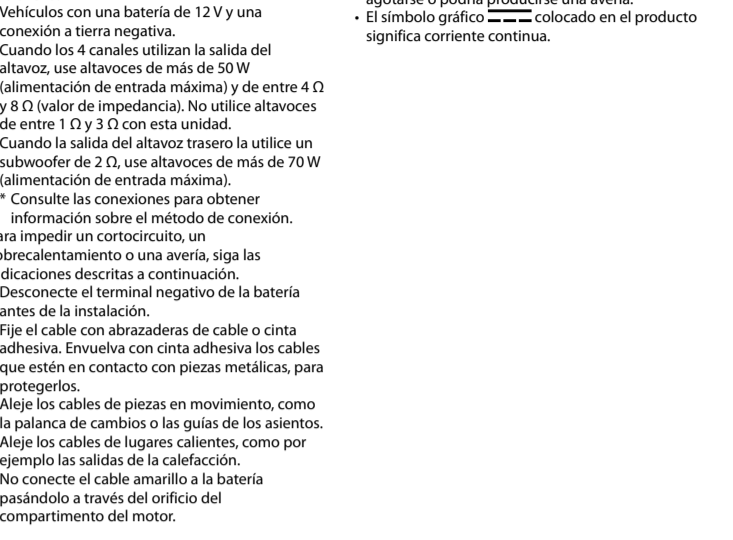 Vehículos con una batería de 12 V y una
conexión a tierra negativa.
Cuando los 4 canales utilizan la salida del
altavoz, use altavoces de más de 50 W
(alimentación de entrada máxima) y de entre 4 Ω
y 8 Ω (valor de impedancia). No utilice altavoces
de entre 1 Ω y 3 Ω con esta unidad.
Cuando la salida del altavoz trasero la utilice un
subwoofer de 2 Ω, use altavoces de más de 70 W
(alimentación de entrada máxima).
* Consulte las conexiones para obtener
información sobre el método de conexión.
ara impedir un cortocircuito, un
obrecalentamiento o una avería, siga las
dicaciones descritas a continuación.
Desconecte el terminal negativo de la batería
antes de la instalación.
Fije el cable con abrazaderas de cable o cinta
adhesiva. Envuelva con cinta adhesiva los cables
que estén en contacto con piezas metálicas, para
protegerlos.
Aleje los cables de piezas en movimiento, como
la palanca de cambios o las guías de los asientos.
Aleje los cables de lugares calientes, como por
ejemplo las salidas de la calefacción.
No conecte el cable amarillo a la batería
pasándolo a través del orificio del
compartimento del motor.
agotarse o podría producirse una avería.
• El símbolo gráfico colocado en el producto
significa corriente continua.